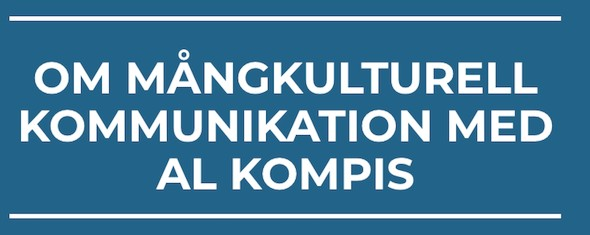 OM MÅNGKULTURELL
KOMMUNIKATION MED
AL KOMPIS